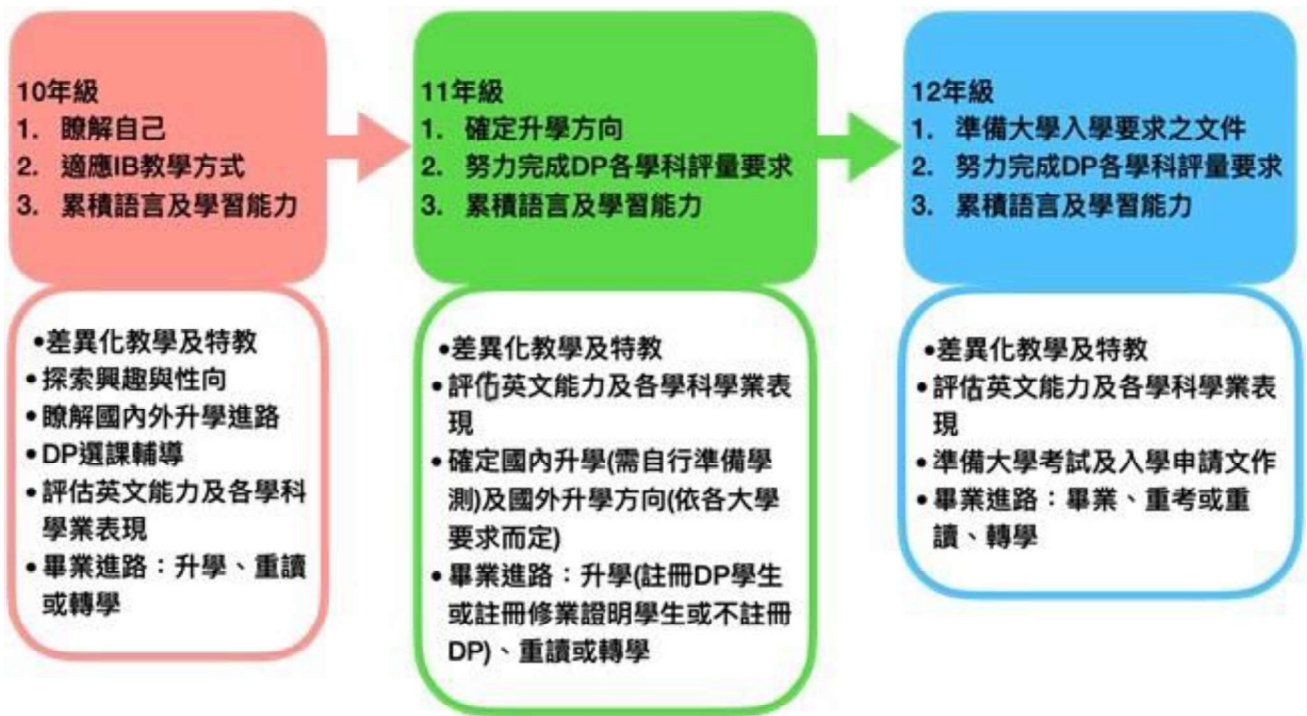 10年級
1. 瞭解自己
2. 適應IB教學方式
3. 累積語言及學習能力
•差異化教學及特教
•探索興趣與性向
•瞭解國內外升學進路
•DP選課輔導
•評估英文能力及各學科
學業表現
•畢業進路：升學、重讀
或轉學
11年級
1. 確定升學方向
2. 努力完成DP各學科評量要求
3. 累積語言及學習能力
•差異化教學及特教
•評估英文能力及各學科學業表
現
•確定國內升學(需自行準備學
測)及國外升學方向(依各大學
要求而定)
•畢業進路：升學(註冊DP學生
或註冊修業證明學生或不註冊
DP)、重讀或轉學
12年級
1. 準備大學入學要求之文件
2. 努力完成DP各學科評量要求
3. 累積語言及學習能力
•差異化教學及特教
•評估英文能力及各學科學業表
現
•準備大學考試及入學申請文作
•畢業進路：畢業、重考或重
讀、轉學